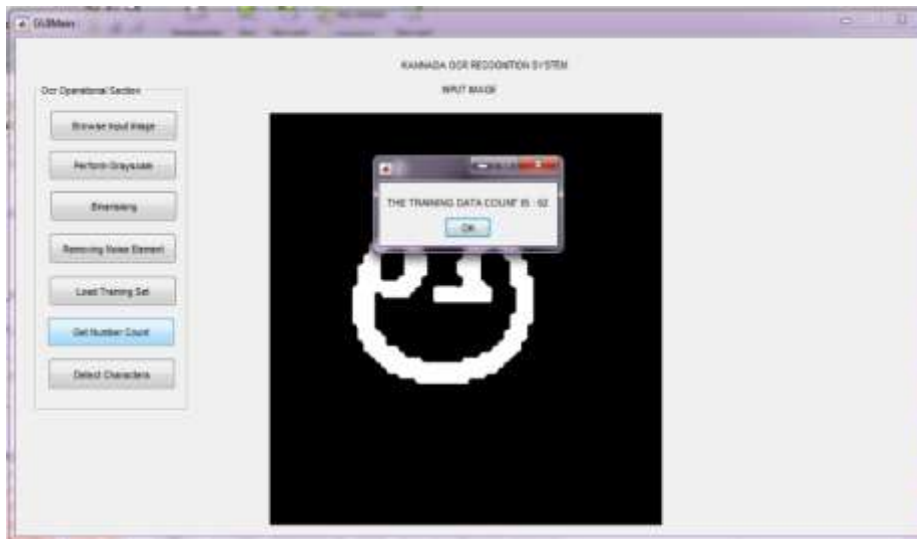 GUIMain
KANNADA OCR RECOGNITION SYSTEM
INPUT IMAGE
Ocr Operational Section
Browse Input Image
Perform Grayscale
Binarising
Removing Noise Element
Load Training Set
Get Number Count
Detect Characters
THE TRAINING DATA COUNT IS : 62
OK